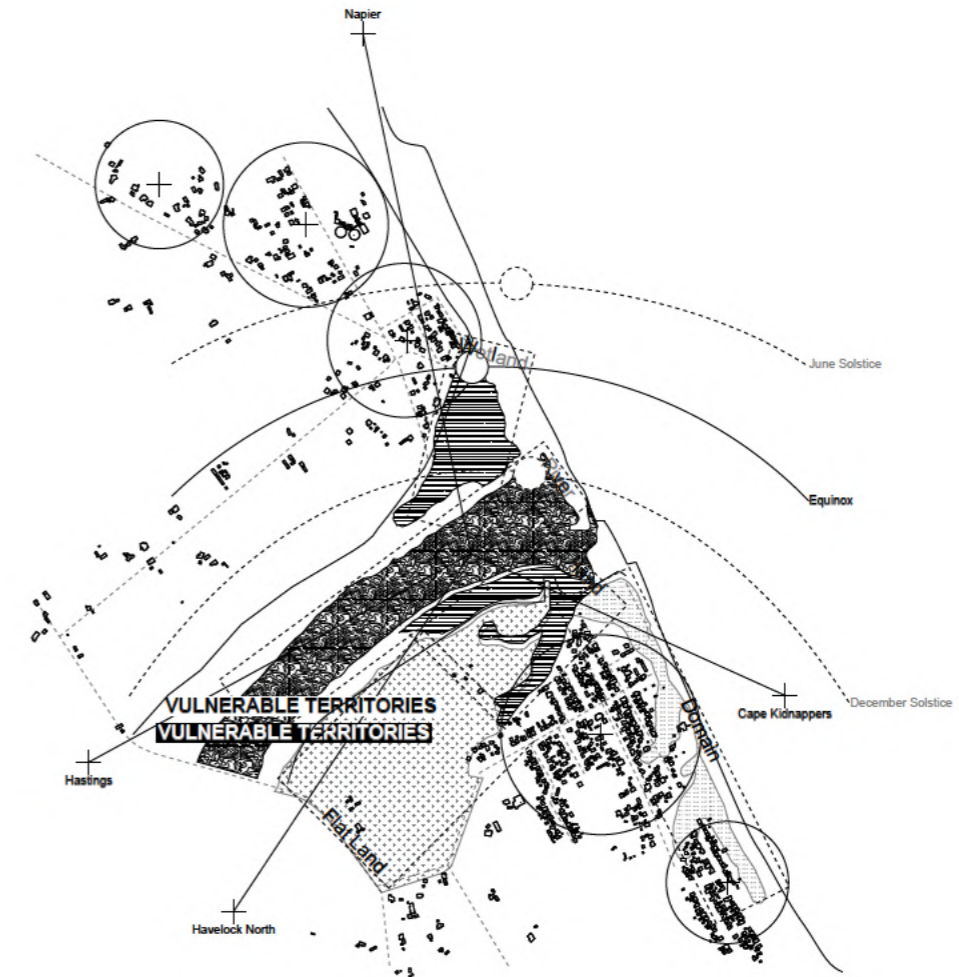 Napier
June Solstice
Wetland
Equinox
River
December Solstice
Cape Kidnappers
VULNERABLE TERRITORIES
VULNERABLE TERRITORIES
Domain
Hastings
Flat Land
Havelock North